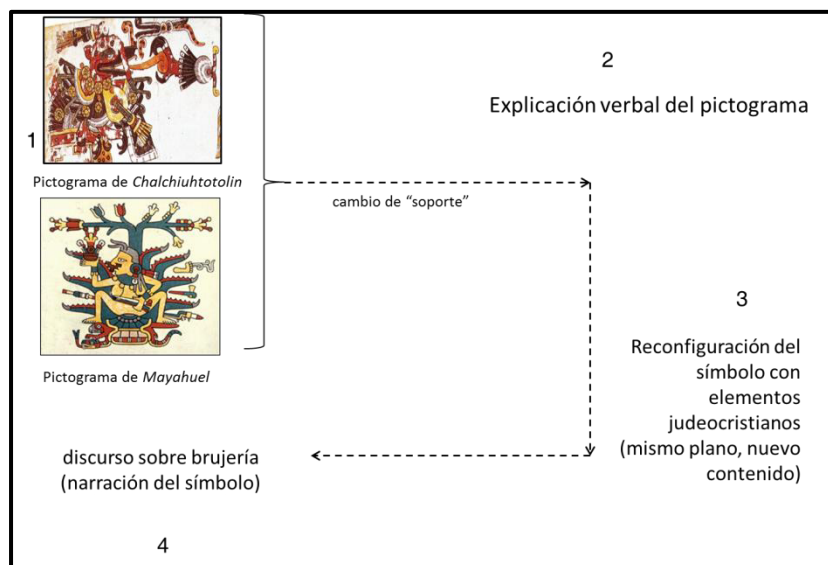 1
Pictograma de Chalchiuhtotolin
Pictograma de Mayahuel
cambio de “soporte”
2
Explicación verbal del pictograma
3
Reconfiguración del
símbolo con
elementos
judeocristianos
(mismo plano, nuevo
contenido)
discurso sobre brujería
(narración del símbolo)
4